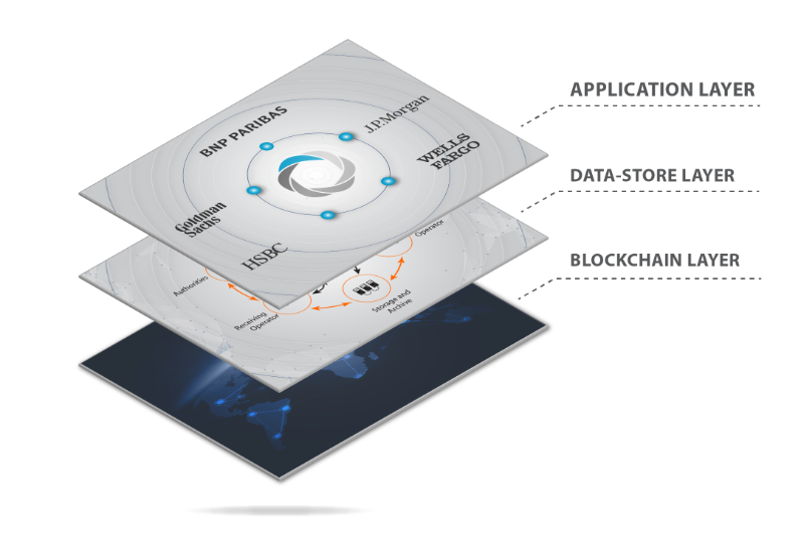 APPLICATION LAYER
DATA-STORE LAYER
BLOCKCHAIN LAYER
BNP PARIBAS
J.P.Morgan
WELLS
FARGO
Goldman
Sachs
HSBC
Operator
Authorities
Receiving
Operator
Storage and
Archive